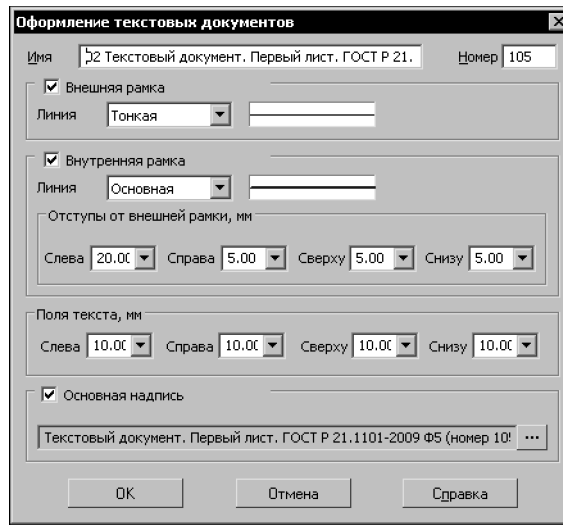 Оформление текстовых документов
Имя 2 Текстовый документ. Первый лист. ГОСТ Р 21. Номер 105
Внешняя рамка
Линия Тонкая
Внутренняя рамка
Линия Основная
Отступы от внешней рамки, мм
Слева 20.00 Справа 5.00 Сверху 5.00 Снизу 5.00
Поля текста, мм
Слева 10.00 Справа 10.00 Сверху 10.00 Снизу 10.00
Основная надпись
Текстовый документ. Первый лист. ГОСТ Р 21.1101-2009 Ф5 (номер 105 ...
OK Отмена Справка